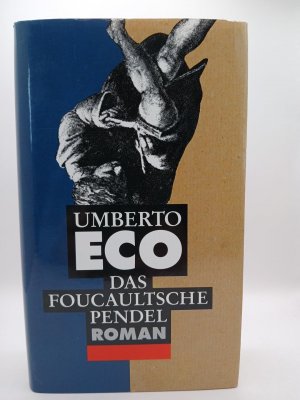 UMBERTO
ECO
DAS
FOUCAULTSCHE
PENDEL
ROMAN